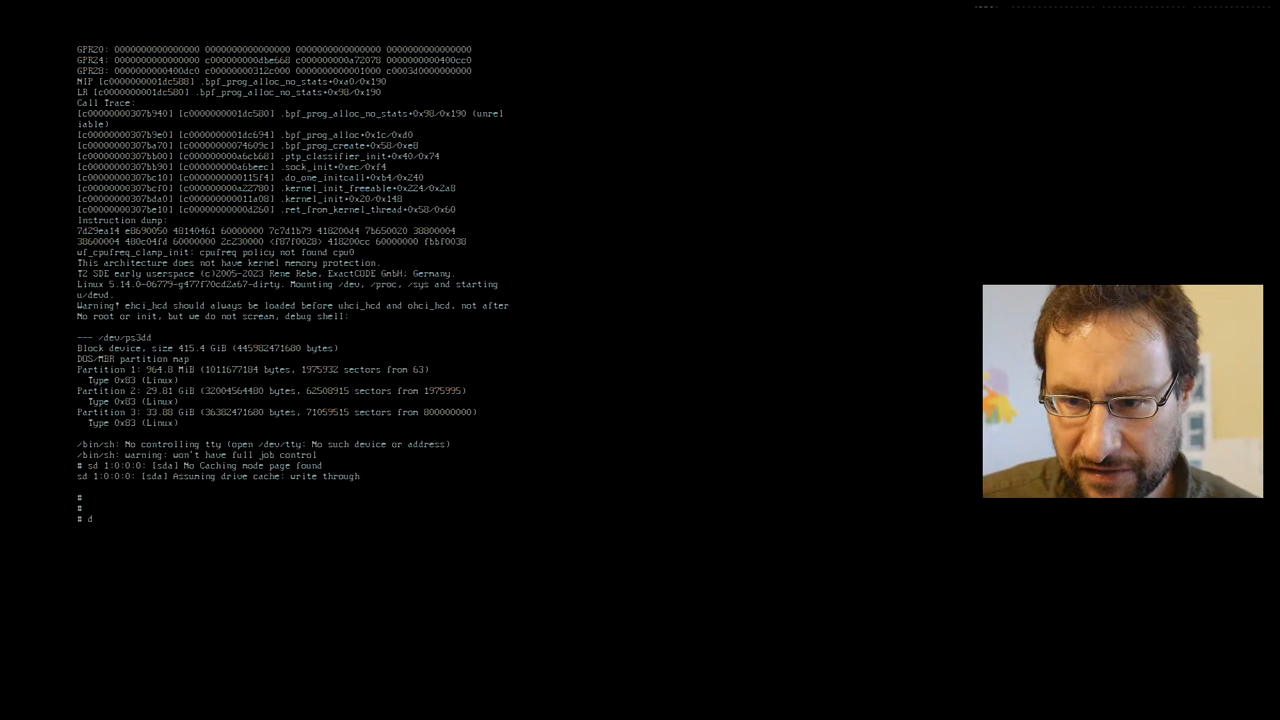 GPR20: 0000000000000000 0000000000000000 0000000000000000 0000000000000000
GPR24: 0000000000000000 c000000000dbe668 c000000000a72078 0000000000400cc0
GPR28: 0000000000400dc0 c00000000312c000 0000000000001000 c0003d0000000000
NIP [c0000000001dc588] .bpf_prog_alloc_no_stats+0xa0/0x190
LR [c0000000001dc580] .bpf_prog_alloc_no_stats+0x98/0x190
Call Trace:
[c00000000307b940] [c0000000001dc580] .bpf_prog_alloc_no_stats+0x98/0x190 (unrel
iable)
[c00000000307b9e0] [c0000000001dc694] .bpf_prog_alloc+0x1c/0xd0
[c00000000307ba70] [c00000000074609c] .bpf_prog_create+0x58/0xe8
[c00000000307bb00] [c000000000a6cb68] .ptp_classifier_init+0x40/0x74
[c00000000307bb90] [c000000000a6beec] .sock_init+0xec/0xf4
[c00000000307bc10] [c0000000000115f4] .do_one_initcall+0xb4/0x240
[c00000000307bcf0] [c000000000a22780] .kernel_init_freeable+0x224/0x2a8
[c00000000307bda0] [c000000000011a08] .kernel_init+0x20/0x148
[c00000000307be10] [c00000000000d260] .ret_from_kernel_thread+0x58/0x60
Instruction dump:
7d29ea14 e8690050 48140461 60000000 7c7d1b79 418200d4 7b650020 38800004
38600004 480c04fd 60000000 2c230000 <f87f0028> 418200cc 60000000 fbbf0038
wf_cpufreq_clamp_init: cpufreq policy not found cpu0
This architecture does not have kernel memory protection.
T2 SDE early userspace (c)2005-2023 Rene Rebe, ExactCODE GmbH; Germany.
Linux 5.14.0-06779-g477f70cd2a67-dirty. Mounting /dev, /proc, /sys and starting
u/devd.
Warning! ehci_hcd should always be loaded before uhci_hcd and ohci_hcd, not after
No root or init, but we do not scream, debug shell:
--- /dev/ps3dd
Block device, size 415.4 GiB (445982471680 bytes)
DOS/MBR partition map
Partition 1: 964.8 MiB (1011677184 bytes, 1975932 sectors from 63)
Type 0x83 (Linux)
Partition 2: 29.81 GiB (32004564480 bytes, 62508915 sectors from 1975995)
Type 0x83 (Linux)
Partition 3: 33.88 GiB (36382471680 bytes, 71059515 sectors from 800000000)
Type 0x83 (Linux)
/bin/sh: No controlling tty (open /dev/tty: No such device or address)
/bin/sh: warning: won't have full job control
# sd 1:0:0:0: [sda] No Caching mode page found
sd 1:0:0:0: [sda] Assuming drive cache: write through
#
#
# d